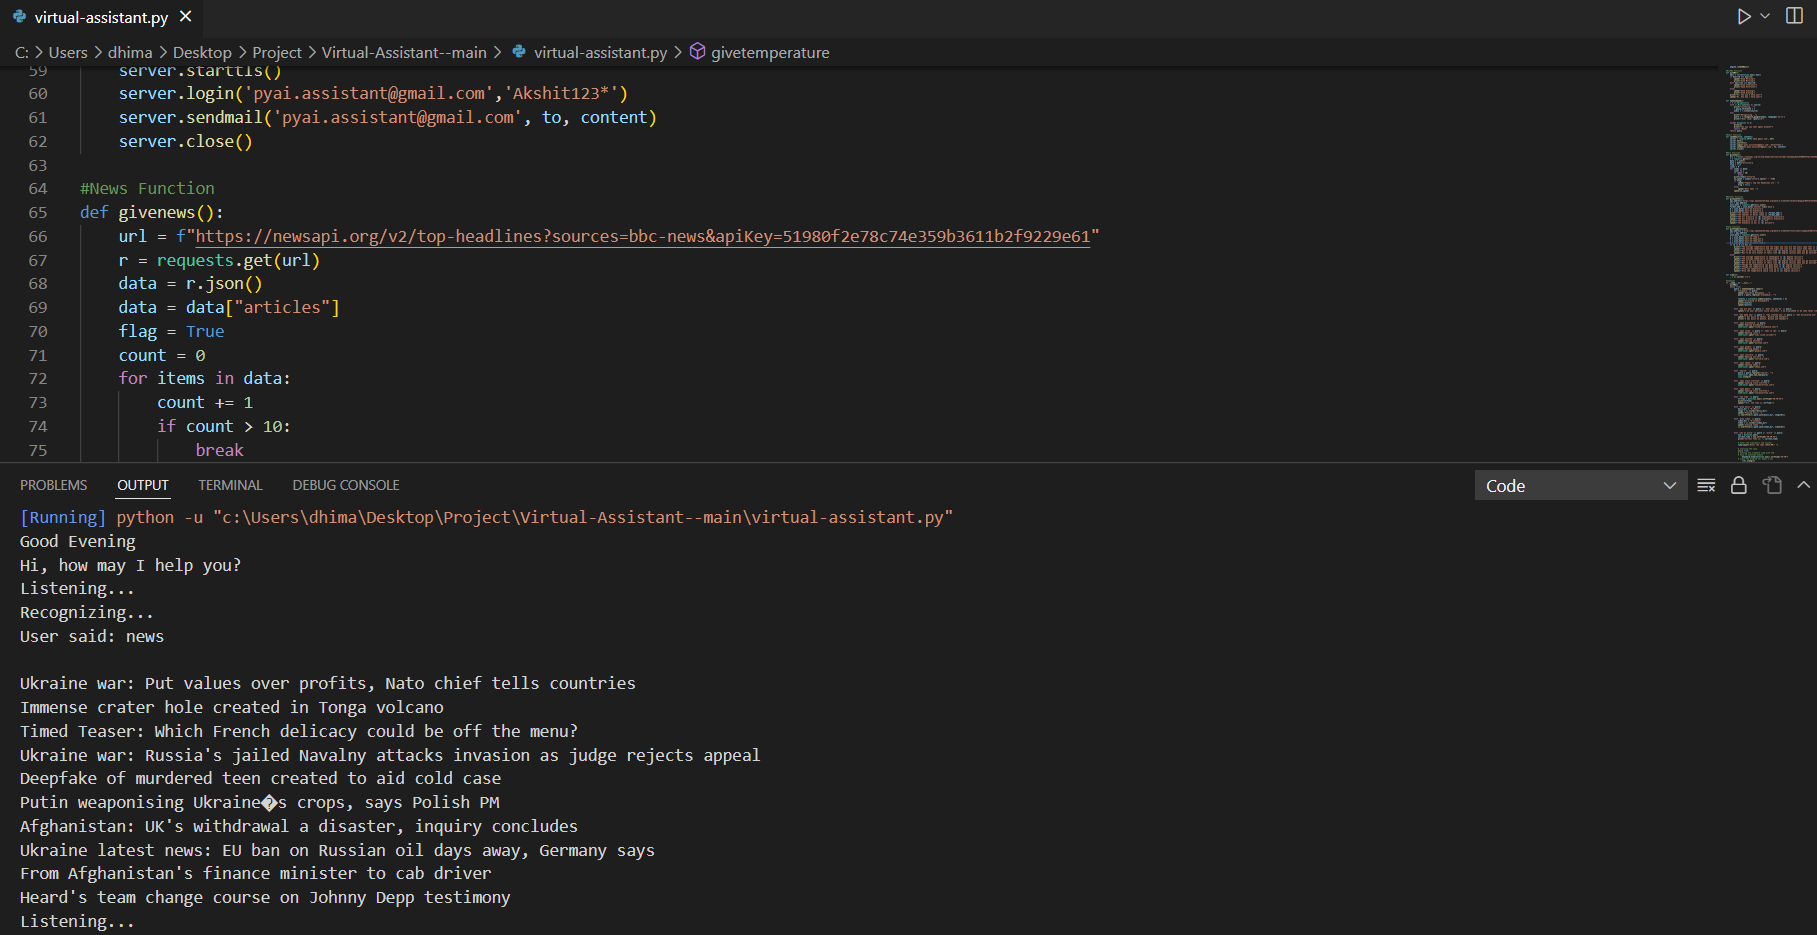 virtual-assistant.py
C: > Users > dhima > Desktop > Project > Virtual-Assistant--main > virtual-assistant.py > givetemperature
59 server.starttls()
60 server.login('pyai.assistant@gmail.com','Akshit123*')
61 server.sendmail('pyai.assistant@gmail.com', to, content)
62 server.close()
63
64 #News Function
65 def givenews():
66 url = f"https://newsapi.org/v2/top-headlines?sources=bbc-news&apiKey=51980f2e78c74e359b3611b2f9229e61"
67 r = requests.get(url)
68 data = r.json()
69 data = data["articles"]
70 flag = True
71 count = 0
72 for items in data:
73 count += 1
74 if count > 10:
75 break
PROBLEMS OUTPUT TERMINAL DEBUG CONSOLE Code
[Running] python -u "c:\Users\dhima\Desktop\Project\Virtual-Assistant--main\virtual-assistant.py"
Good Evening
Hi, how may I help you?
Listening...
Recognizing...
User said: news
Ukraine war: Put values over profits, Nato chief tells countries
Immense crater hole created in Tonga volcano
Timed Teaser: Which French delicacy could be off the menu?
Ukraine war: Russia's jailed Navalny attacks invasion as judge rejects appeal
Deepfake of murdered teen created to aid cold case
Putin weaponising Ukraine�s crops, says Polish PM
Afghanistan: UK's withdrawal a disaster, inquiry concludes
Ukraine latest news: EU ban on Russian oil days away, Germany says
From Afghanistan's finance minister to cab driver
Heard's team change course on Johnny Depp testimony
Listening...